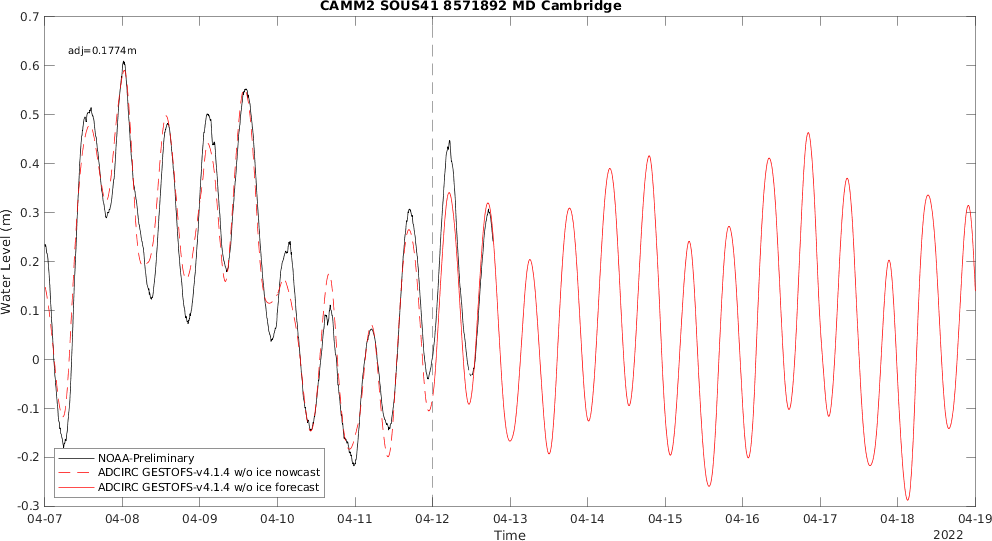 CAMM2 SOUS41 8571892 MD Cambridge
adj=0.1774m
Water Level (m)
0.7
0.6
0.5
0.4
0.3
0.2
0.1
0
-0.1
-0.2
-0.3
NOAA-Preliminary
ADCIRC GESTOFS-v4.1.4 w/o ice nowcast
ADCIRC GESTOFS-v4.1.4 w/o ice forecast
04-07 04-08 04-09 04-10 04-11 04-12 04-13 04-14 04-15 04-16 04-17 04-18 04-19
Time
2022